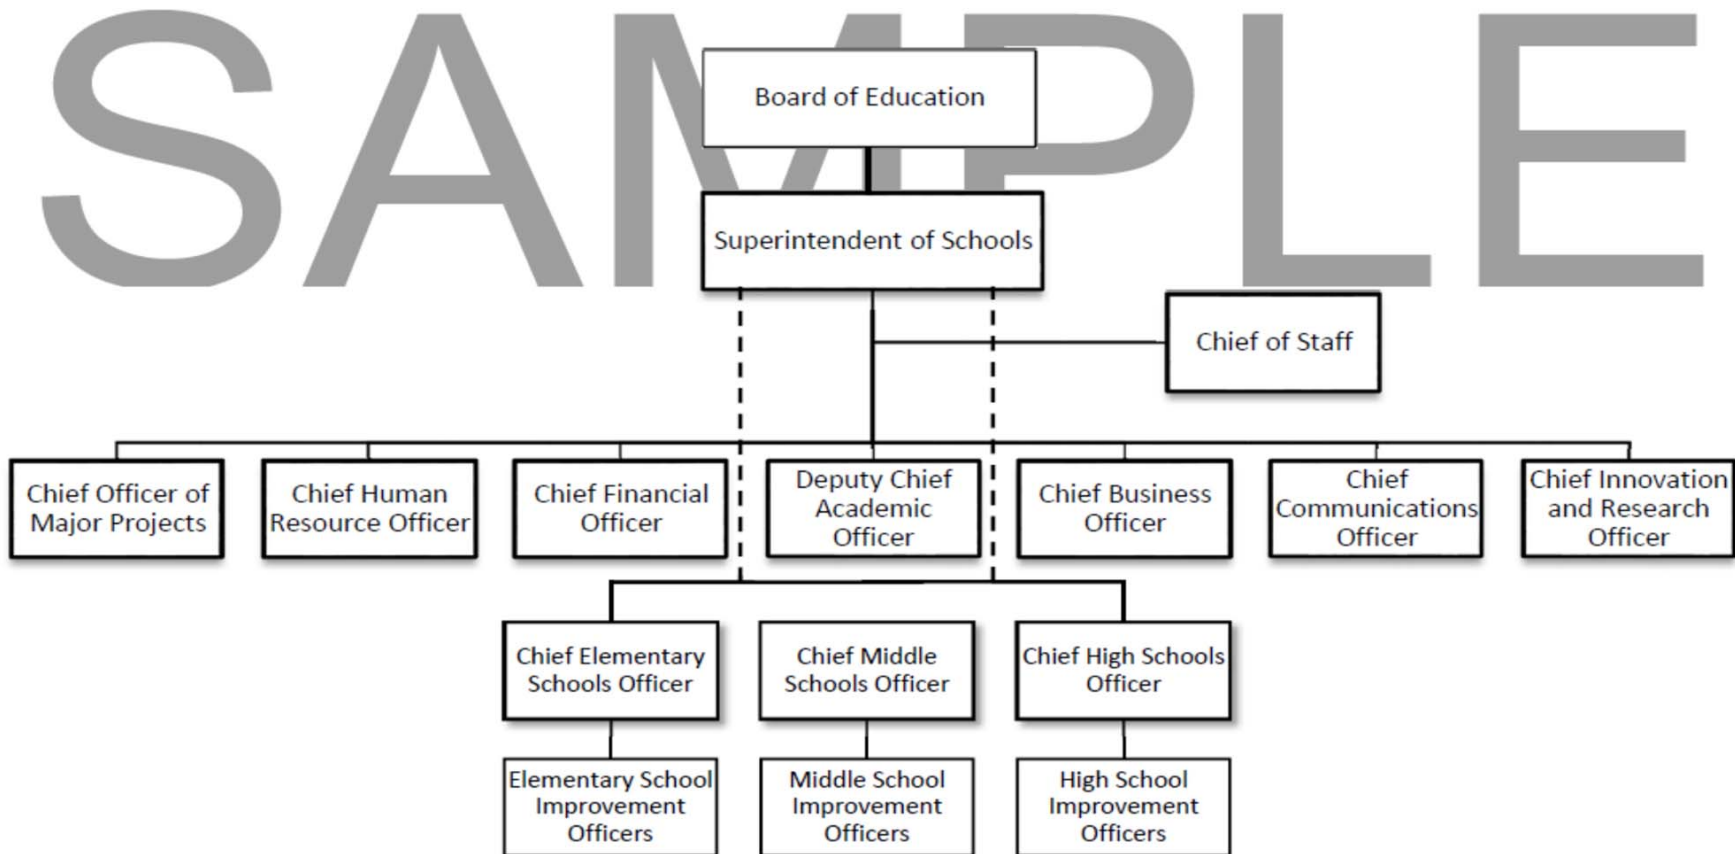 SAMPLE
Board of Education
Superintendent of Schools
Chief of Staff
Chief Officer of
Major Projects
Chief Human
Resource Officer
Chief Financial
Officer
Deputy Chief
Academic
Officer
Chief Business
Officer
Chief
Communications
Officer
Chief Innovation
and Research
Officer
Chief Elementary
Schools Officer
Chief Middle
Schools Officer
Chief High Schools
Officer
Elementary School
Improvement
Officers
Middle School
Improvement
Officers
High School
Improvement
Officers